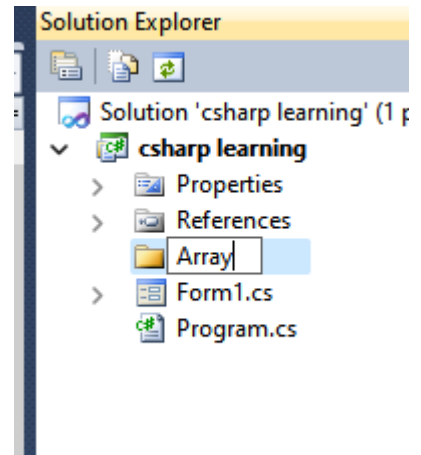 Solution Explorer
Solution 'csharp learning' (1 p
csharp learning
Properties
References
Array
Form1.cs
Program.cs